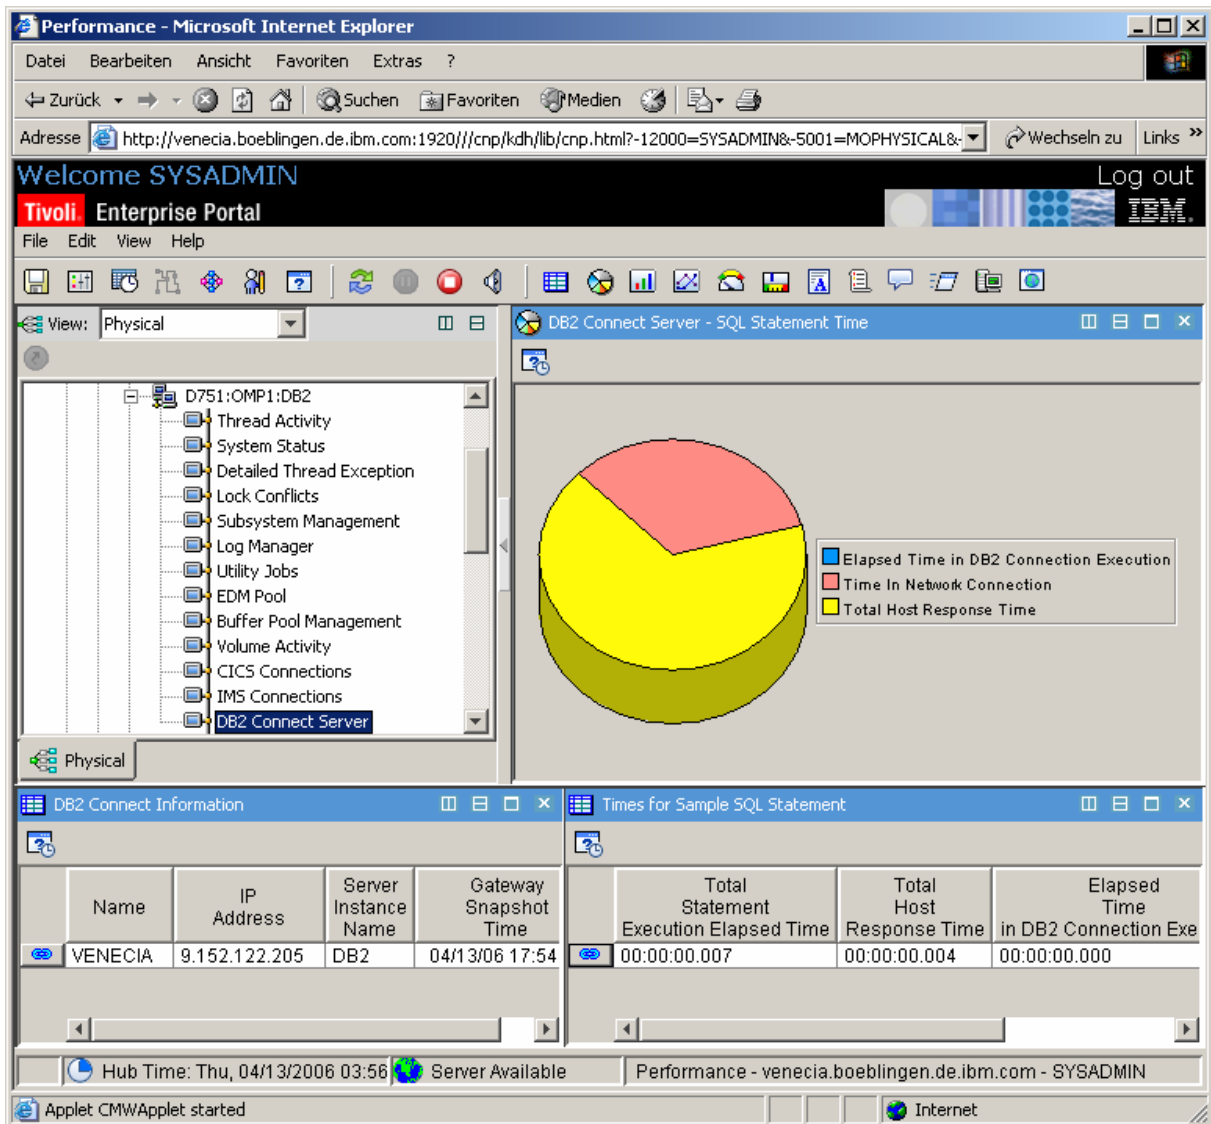 Performance - Microsoft Internet Explorer
Datei Bearbeiten Ansicht Favoriten Extras ?
Zurück Suchen Favoriten Medien
Adresse http://venecia.boeblingen.de.ibm.com:1920///cnp/kdh/lib/cnp.html?-12000=SYSADMIN&-5001=MOPHYSICAL&- Wechseln zu Links »
Welcome SYSADMIN Log out
Tivoli. Enterprise Portal IBM.
File Edit View Help
View: Physical
DB2 Connect Server - SQL Statement Time
D751:OMP1:DB2
Thread Activity
System Status
Detailed Thread Exception
Lock Conflicts
Subsystem Management
Log Manager
Utility Jobs
EDM Pool
Buffer Pool Management
Volume Activity
CICS Connections
IMS Connections
DB2 Connect Server
Physical
Elapsed Time in DB2 Connection Execution
Time In Network Connection
Total Host Response Time
DB2 Connect Information
Name
IP
Address
Server
Instance
Name
Gateway
Snapshot
Time
VENECIA 9.152.122.205 DB2 04/13/06 17:54
Times for Sample SQL Statement
Total
Statement
Execution Elapsed Time
Total
Host
Response Time
Elapsed
Time
in DB2 Connection Exe
00:00:00.007 00:00:00.004 00:00:00.000
Hub Time: Thu, 04/13/2006 03:56 Server Available Performance - venecia.boeblingen.de.ibm.com - SYSADMIN
Applet CMWApplet started Internet